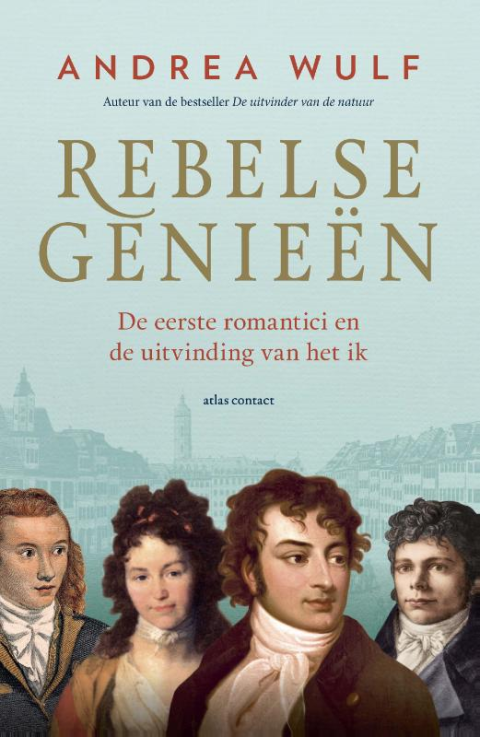 ANDREA WULF
Auteur van de bestseller De uitvinder van de natuur
REBELSE
GENIEËN
De eerste romantici en
de uitvinding van het ik
atlas contact